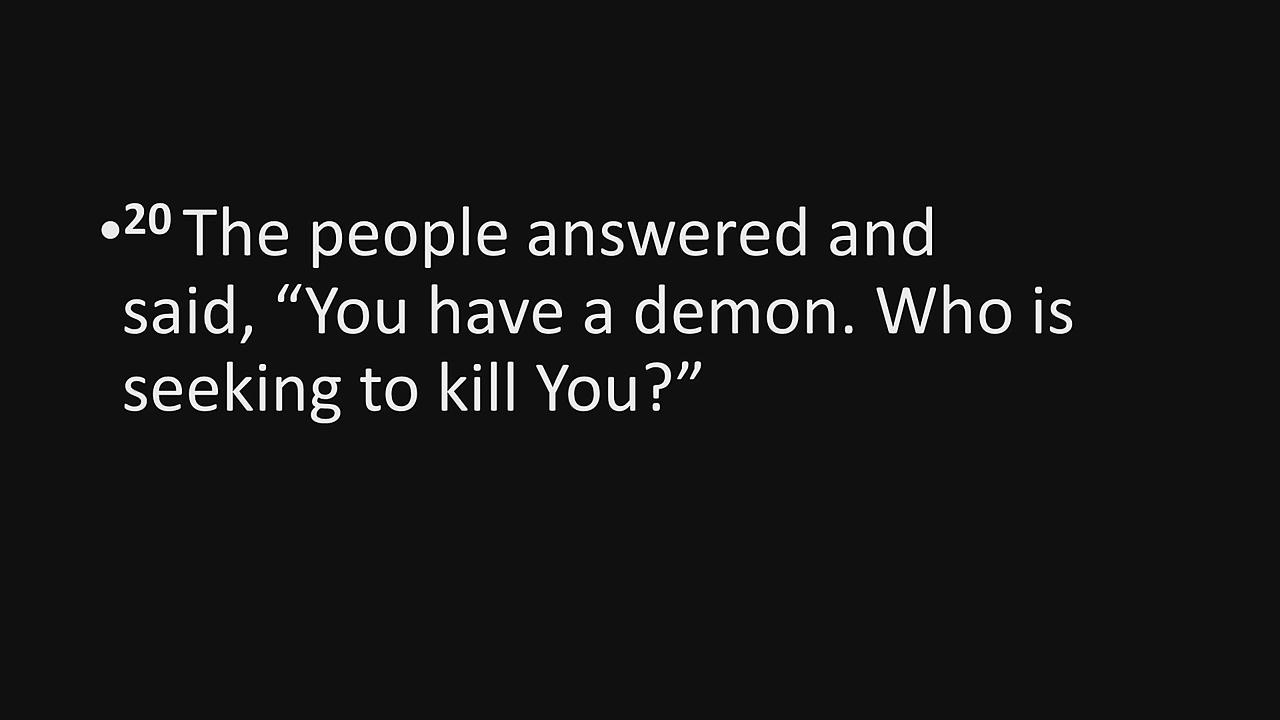 •20 The people answered and
said, “You have a demon. Who is
seeking to kill You?”